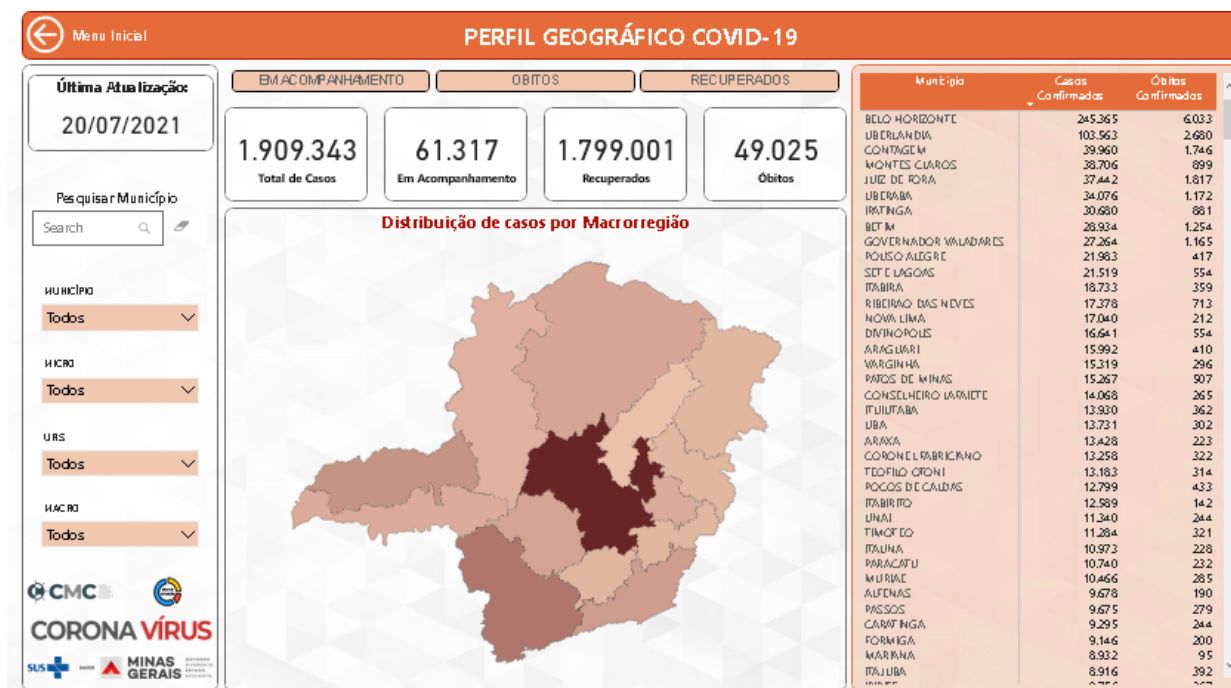 Menu Inicial
PERFIL GEOGRÁFICO COVID-19
Última Atualização:
20/07/2021
Pesquisar Município
Search
MUNICÍPIO
Todos
MICRO
Todos
URS
Todos
MACRO
Todos
CMC
CORONA VÍRUS
SUS
SAÚDE
MINAS GERAIS
EM ACOMPANHAMENTO
ÓBITOS
RECUPERADOS
1.909.343
Total de Casos
61.317
Em Acompanhamento
1.799.001
Recuperados
49.025
Óbitos
Distribuição de casos por Macrorregião
Município Casos Confirmados Óbitos Confirmados
BELO HORIZONTE 245.365 6.033
UBERLANDIA 103.563 2.680
CONTAGEM 39.960 1.746
MONTES CLAROS 38.706 899
JUIZ DE FORA 37.442 1.817
UBERABA 34.076 1.172
IPATINGA 30.680 881
BETIM 28.934 1.254
GOVERNADOR VALADARES 27.264 1.165
POUSO ALEGRE 21.983 417
SETE LAGOAS 21.519 554
ITABIRA 18.733 359
RIBEIRAO DAS NEVES 17.378 713
NOVA LIMA 17.040 212
DIVINOPOLIS 16.641 554
ARAGUARI 15.992 410
VARGINHA 15.319 296
PATOS DE MINAS 15.267 507
CONSELHEIRO LAFAIETE 14.068 265
ITUIUTABA 13.930 362
UBA 13.731 302
ARAXA 13.428 223
CORONEL FABRICIANO 13.258 322
TEOFILO OTONI 13.183 314
POCOS DE CALDAS 12.799 433
ITABIRITO 12.589 142
UNAI 11.340 244
TIMOTEO 11.284 321
ITAUNA 10.973 228
PARACATU 10.740 232
MURIAE 10.466 285
ALFENAS 9.678 190
PASSOS 9.675 279
CARATINGA 9.295 244
FORMIGA 9.146 200
MARIANA 8.932 95
ITAJUBA 8.916 392